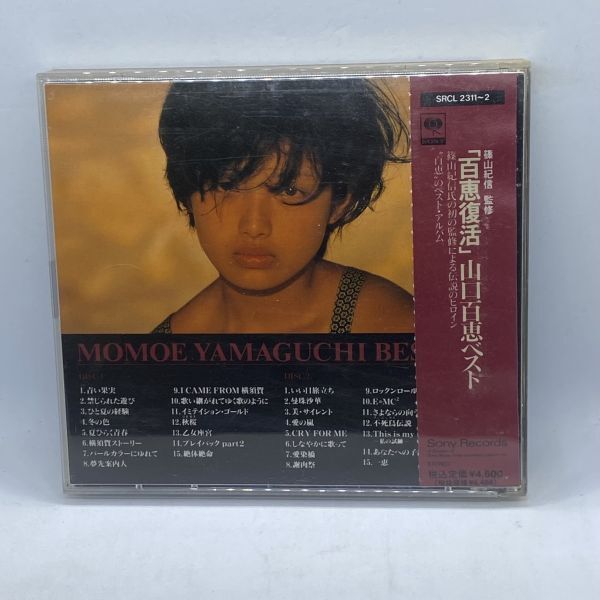 SRCL 2311〜2
SONY
篠山紀信 監修
「百恵復活」山口百恵ベスト
篠山紀信氏の初の監修による伝説のヒロイン
“百恵”のベスト・アルバム
MOMOE YAMAGUCHI BES
DISC 1
1.青い果実
2.禁じられた遊び
3.ひと夏の経験
4.冬の色
5.夏ひらく青春
6.横須賀ストーリー
7.パールカラーにゆれて
8.夢先案内人
9.I CAME FROM 横須賀
10.歌い継がれてゆく歌のように
11.イミテイション・ゴールド
12.秋桜
13.乙女座宮
14.プレイバック part2
15.絶体絶命
DISC 2
1.いい日旅立ち
2.曼珠沙華
3.美・サイレント
4.愛の嵐
5.CRY FOR ME
6.しなやかに歌って
7.愛染橋
8.謝肉祭
9.ロックンロール
10.E=MC²
11.さよならの向
12.不死鳥伝説
13.This is my
14.あなたへの子
15.一恵
Sony Records
税込定価¥4,500